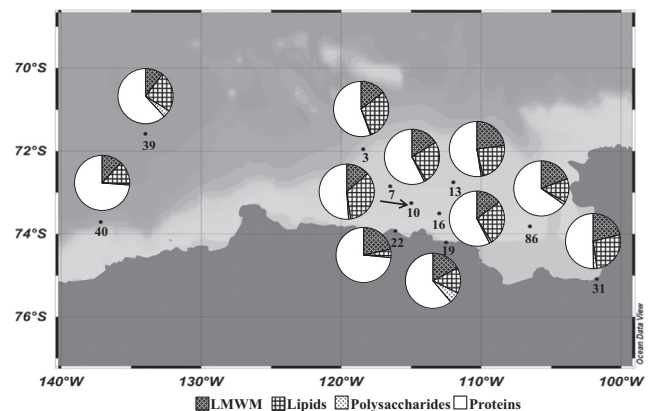 70°S
39
3
72°S
7
13
10
16
40
22
19
86
74°S
31
76°S
Ocean Data View
140°W
130°W
120°W
110°W
100°W
LMWM Lipids Polysaccharides Proteins